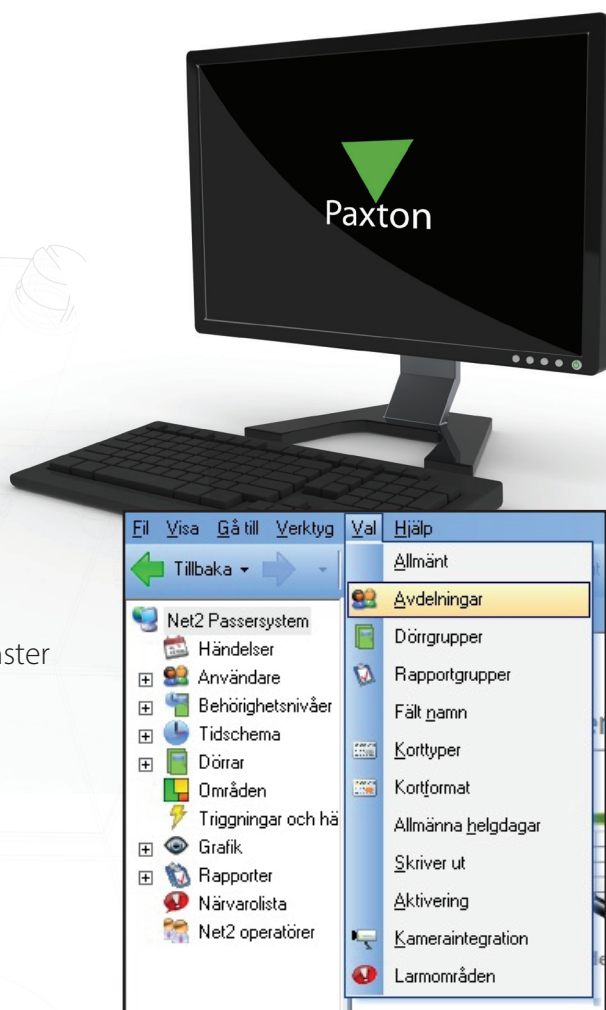 Paxton
Fil Visa Gå till Verktyg Val Hjälp
Tillbaka
Net2 Passersystem
Händelser
Användare
Behörighetsnivåer
Tidschema
Dörrar
Områden
Triggningar och hä
Grafik
Rapporter
Närvarolista
Net2 operatörer
Allmänt
Avdelningar
Dörrgrupper
Rapportgrupper
Fält namn
Korttyper
Kortformat
Allmänna helgdagar
Skriver ut
Aktivering
Kameraintegration
Larmområden